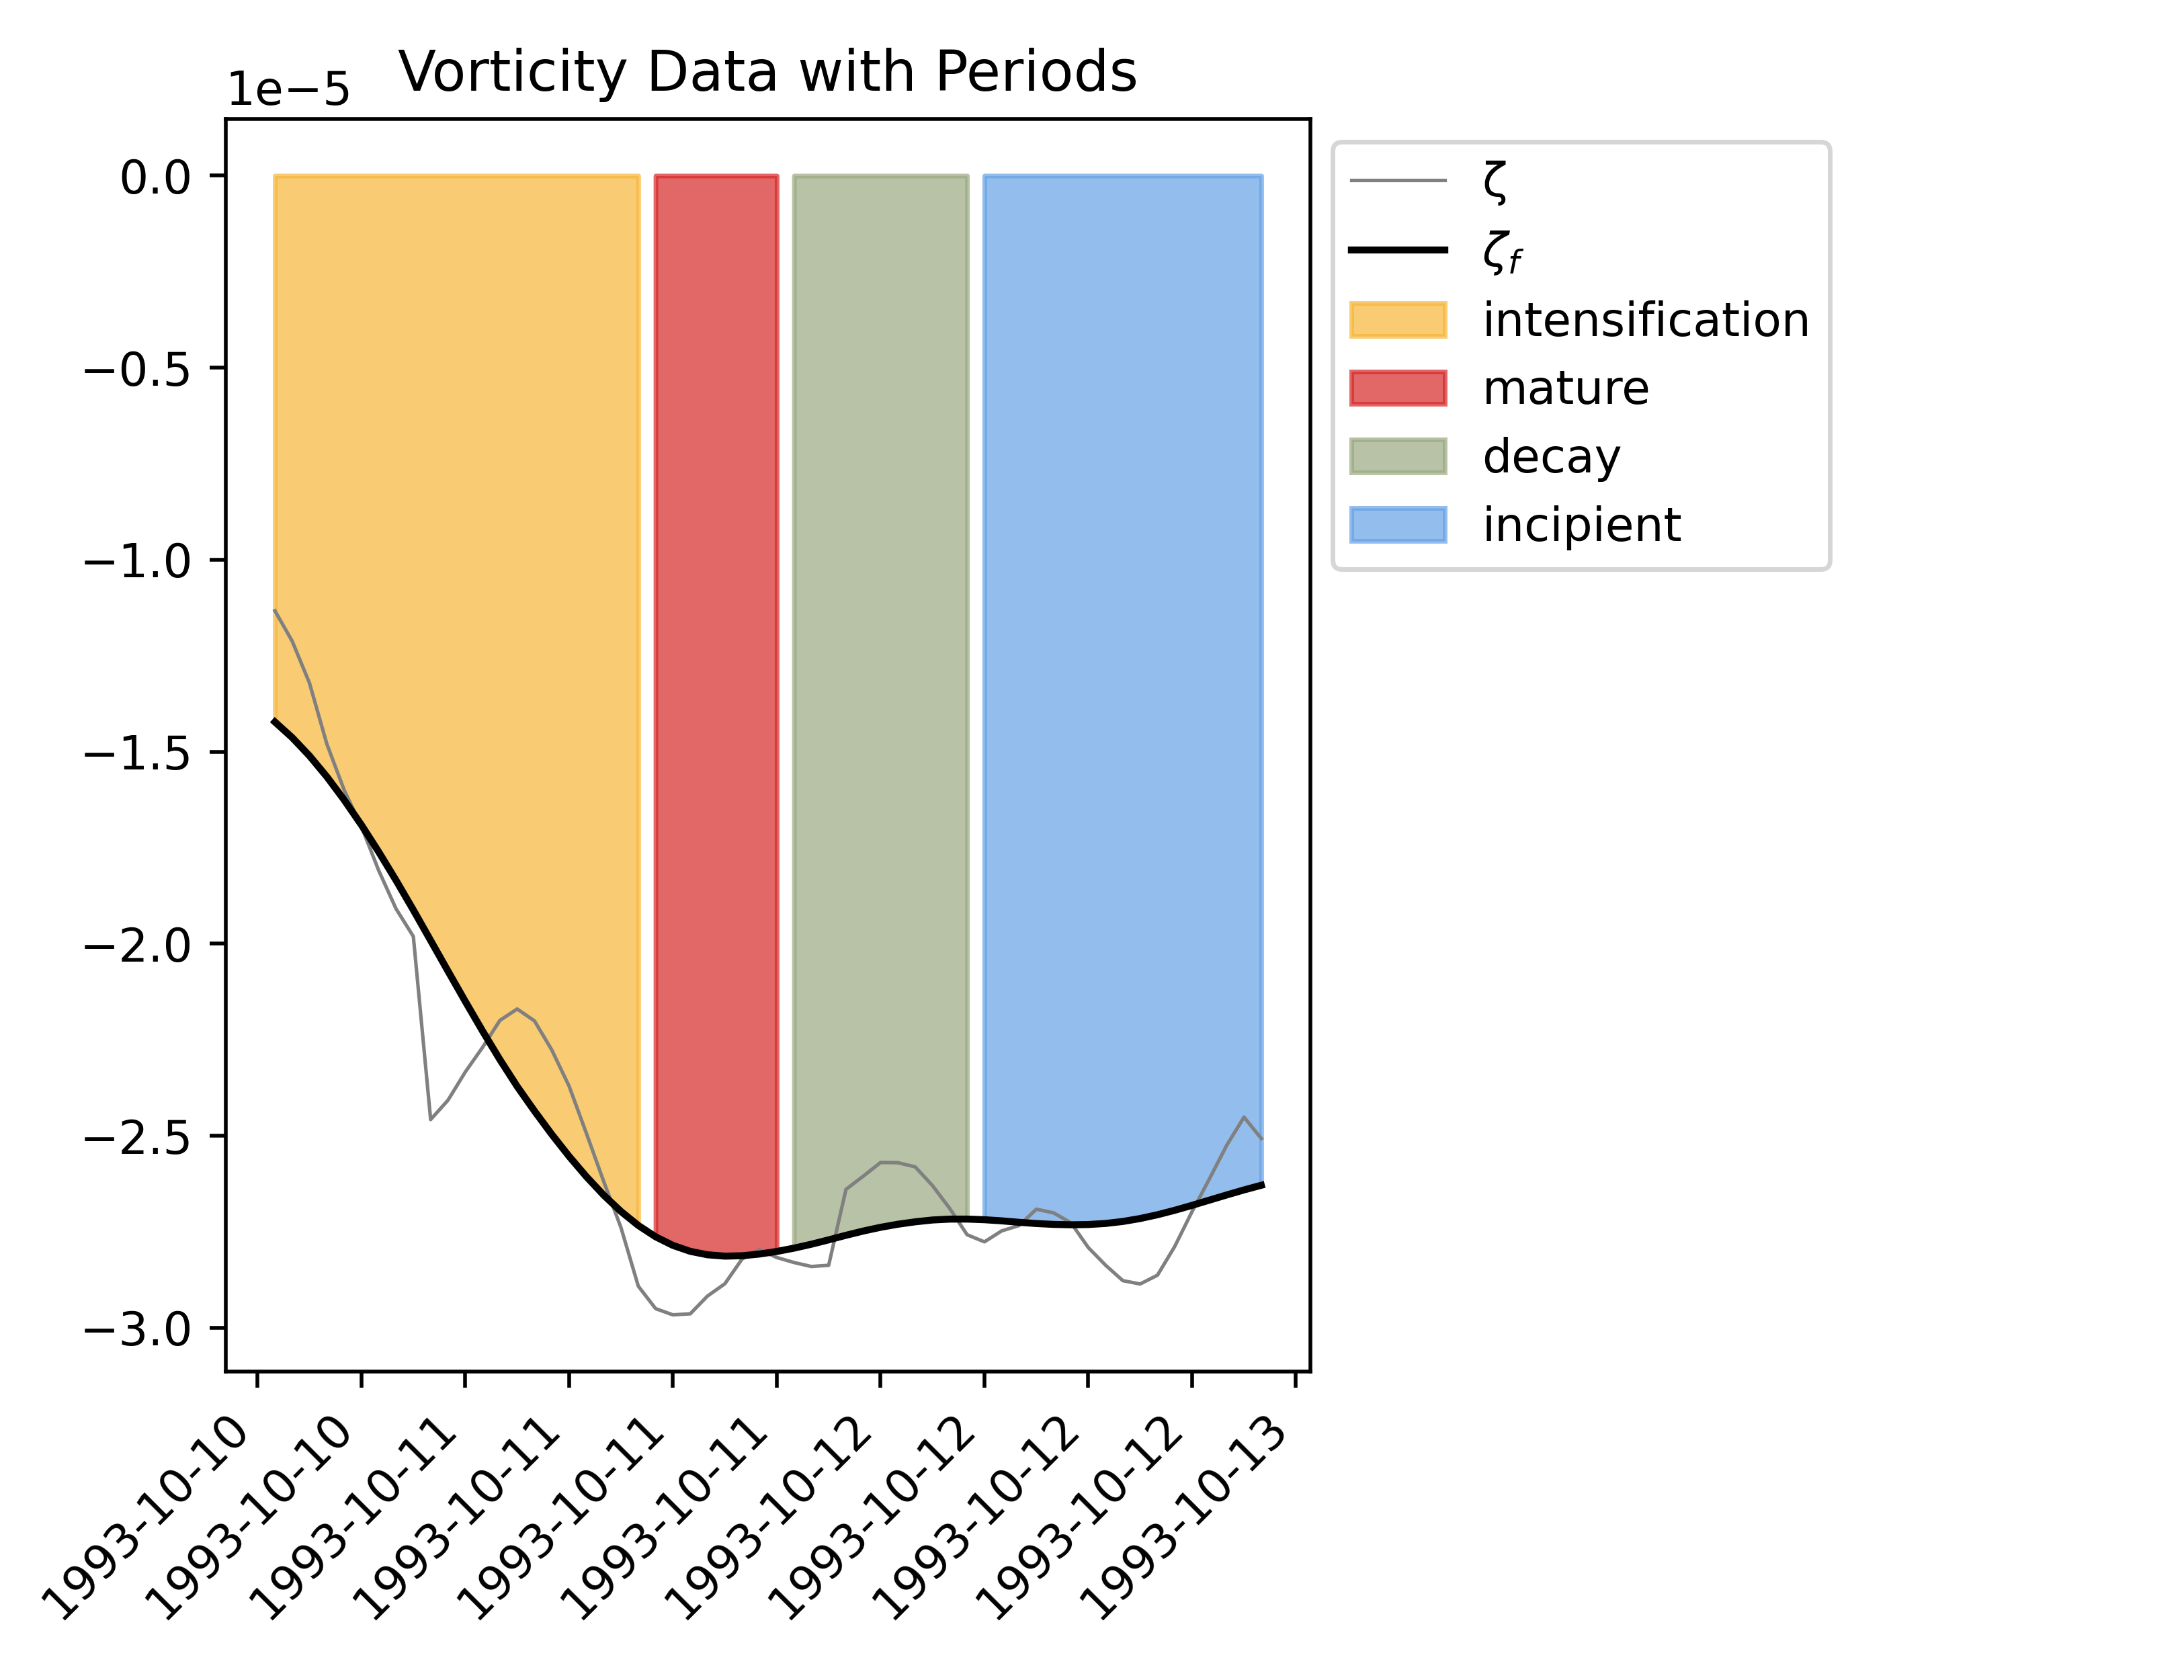 Vorticity Data with Periods
1e−5
0.0
−0.5
−1.0
−1.5
−2.0
−2.5
−3.0
1993-10-10
1993-10-10
1993-10-11
1993-10-11
1993-10-11
1993-10-11
1993-10-12
1993-10-12
1993-10-12
1993-10-12
1993-10-13
ζ
ζf
intensification
mature
decay
incipient